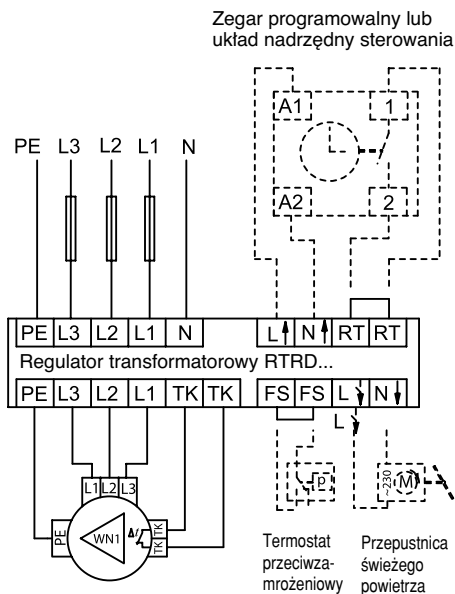 Zegar programowalny lub
układ nadrzędny sterowania
A1 1
PE L3 L2 L1 N
A2 2
PE L3 L2 L1 N L N RT RT
Regulator transformatorowy RTRD...
PE L3 L2 L1 TK TK FS FS L N
L
L1 L2 L3
p
~230
M
PE
WN1
Δϑ
TK
TK
Termostat
przeciwza-
mrożeniowy
Przepustnica
świeżego
powietrza